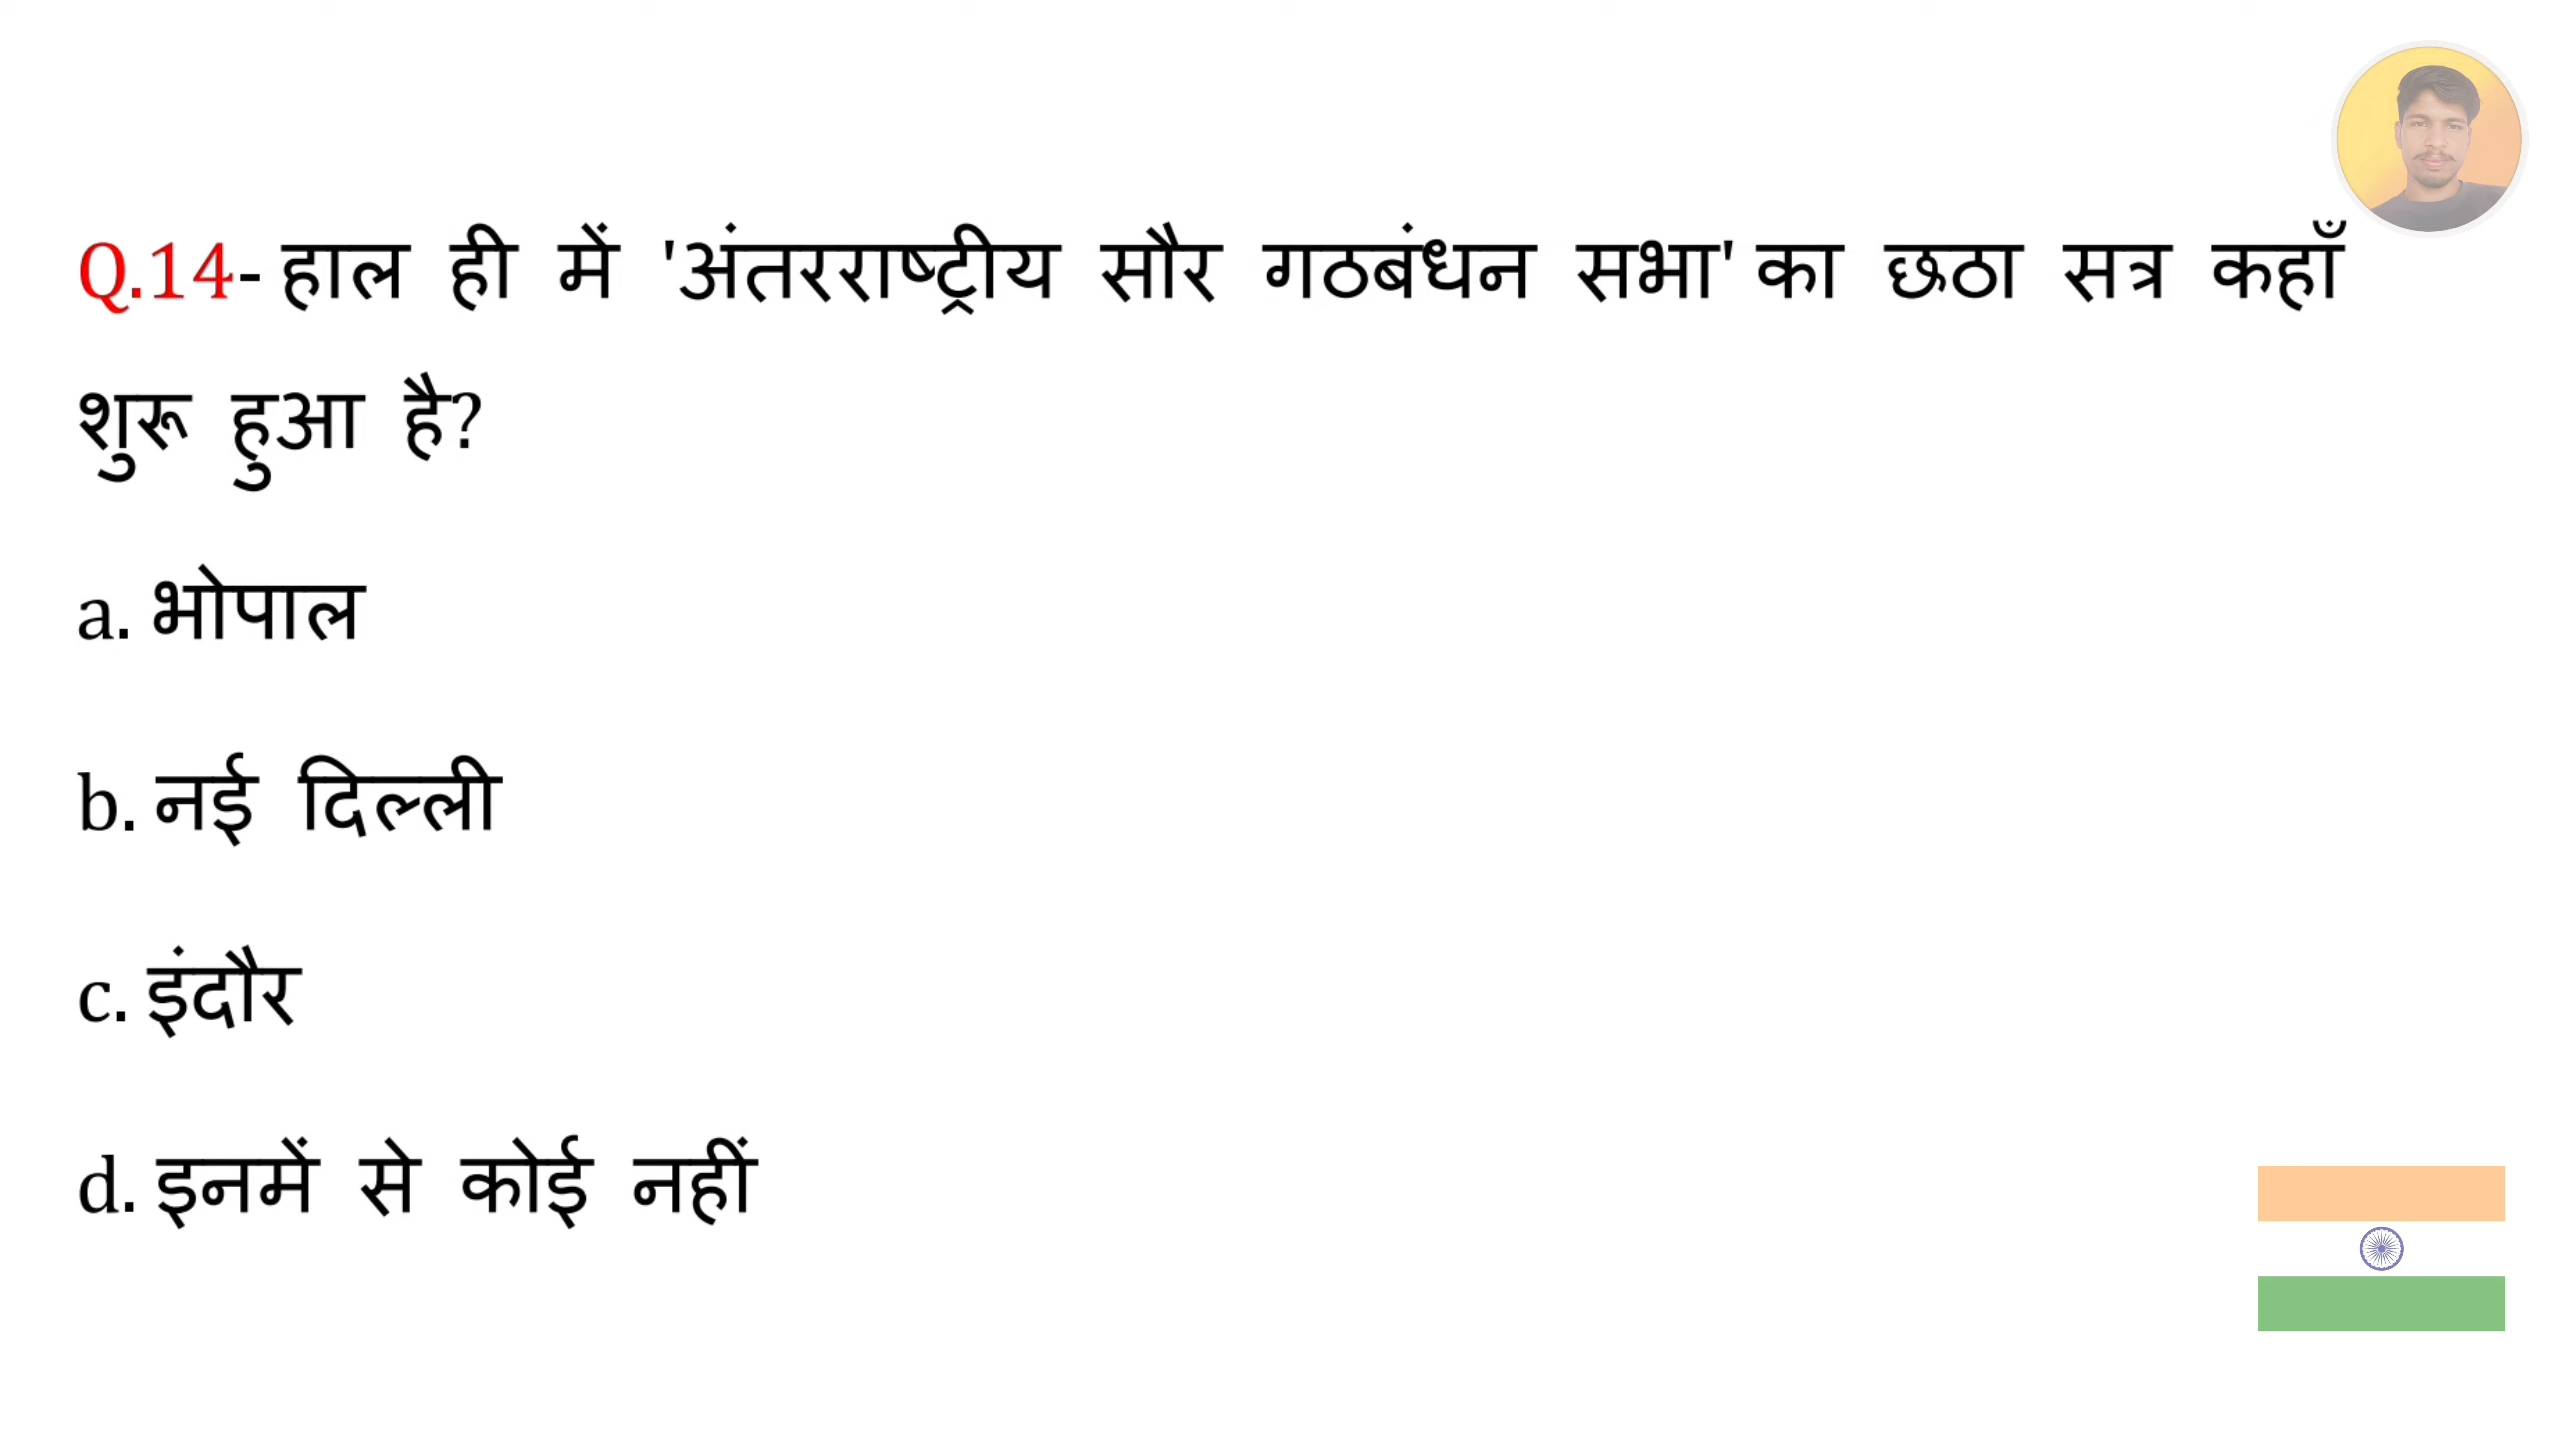 Q.14- हाल ही में 'अंतरराष्ट्रीय सौर गठबंधन सभा' का छठा सत्र कहाँ
शुरू हुआ है?
a. भोपाल
b. नई दिल्ली
c. इंदौर
d. इनमें से कोई नहीं